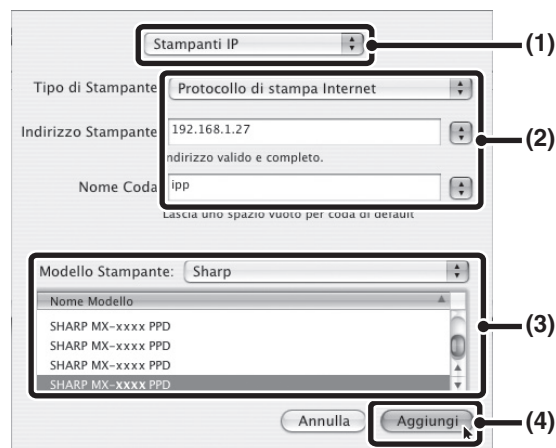 Stampanti IP
(1)
Tipo di Stampante
Protocollo di stampa Internet
Indirizzo Stampante
192.168.1.27
(2)
ndirizzo valido e completo.
Nome Coda
ipp
Lascia uno spazio vuoto per coda di default
Modello Stampante: Sharp
Nome Modello
SHARP MX-xxxx PPD
SHARP MX-xxxx PPD
SHARP MX-xxxx PPD
SHARP MX-xxxx PPD
(3)
Annulla
Aggiungi
(4)